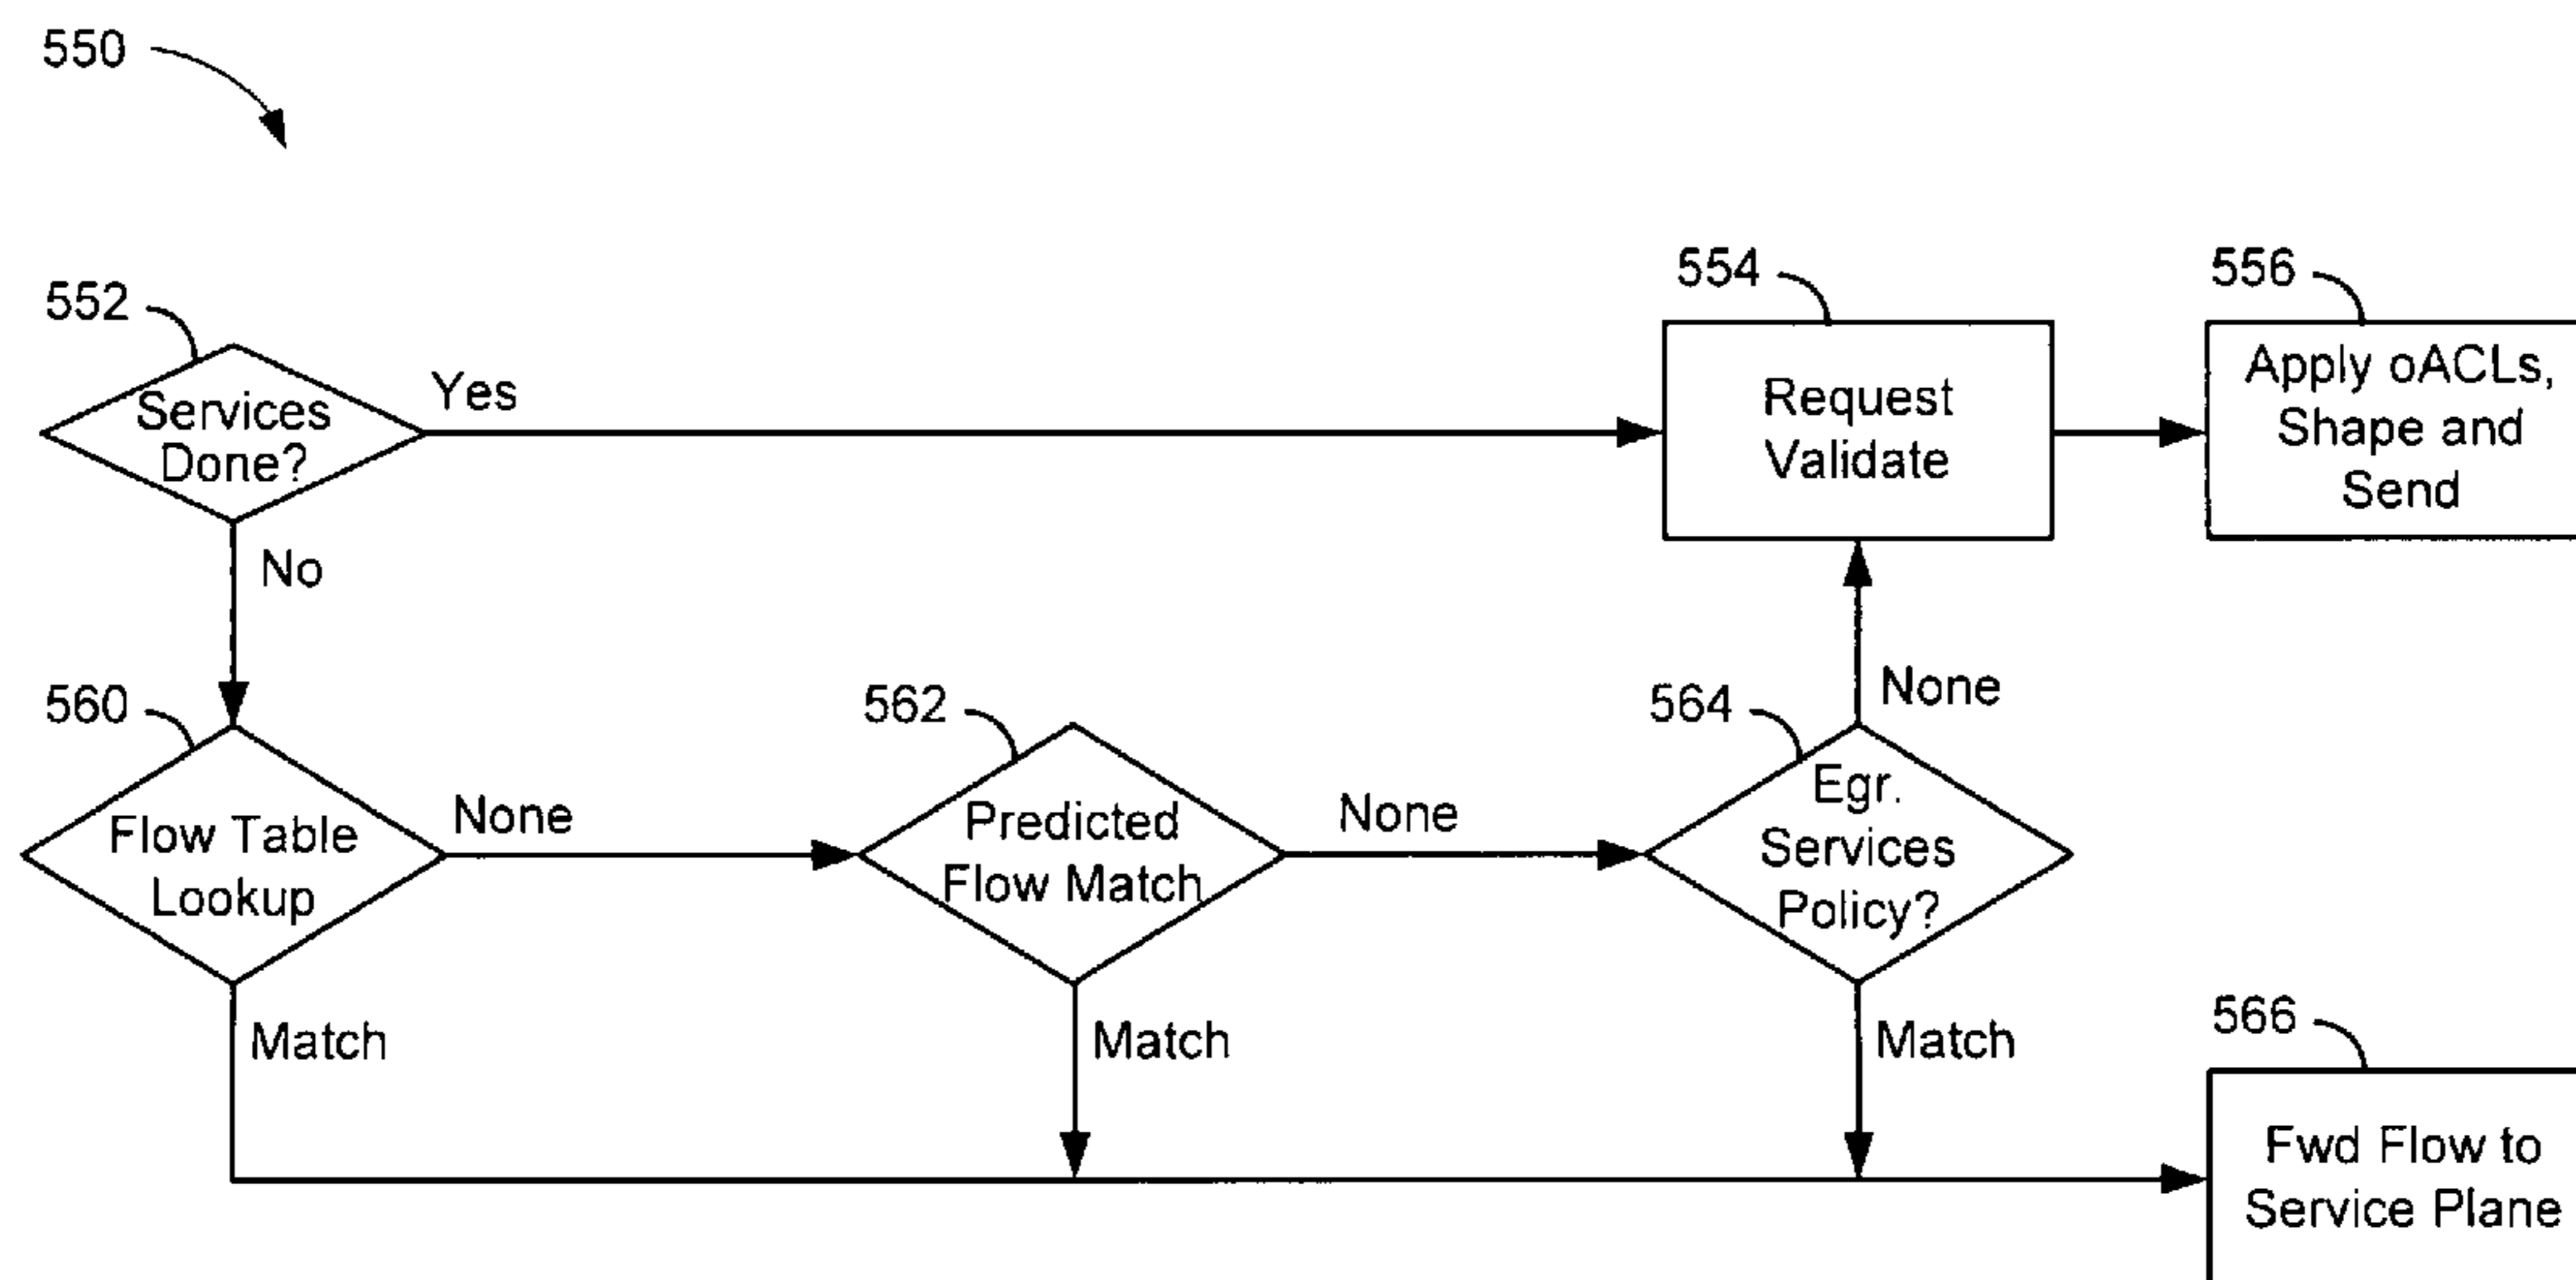 550
552
Services
Done?
Yes
No
554
Request
Validate
556
Apply oACLs,
Shape and
Send
560
Flow Table
Lookup
None
Match
562
Predicted
Flow Match
None
Match
564
Egr.
Services
Policy?
None
Match
566
Fwd Flow to
Service Plane